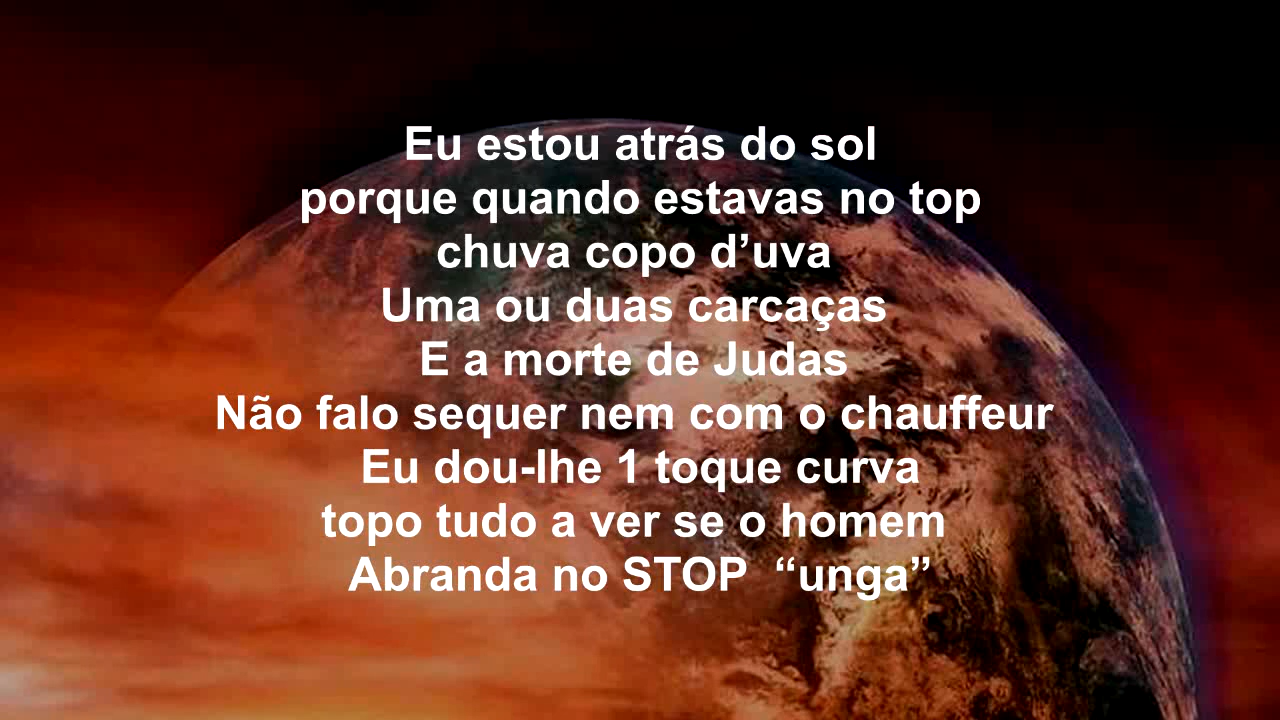 Eu estou atrás do sol
porque quando estavas no top
chuva copo d’uva
Uma ou duas carcaças
E a morte de Judas
Não falo sequer nem com o chauffeur
Eu dou-lhe 1 toque curva
topo tudo a ver se o homem
Abranda no STOP “unga”